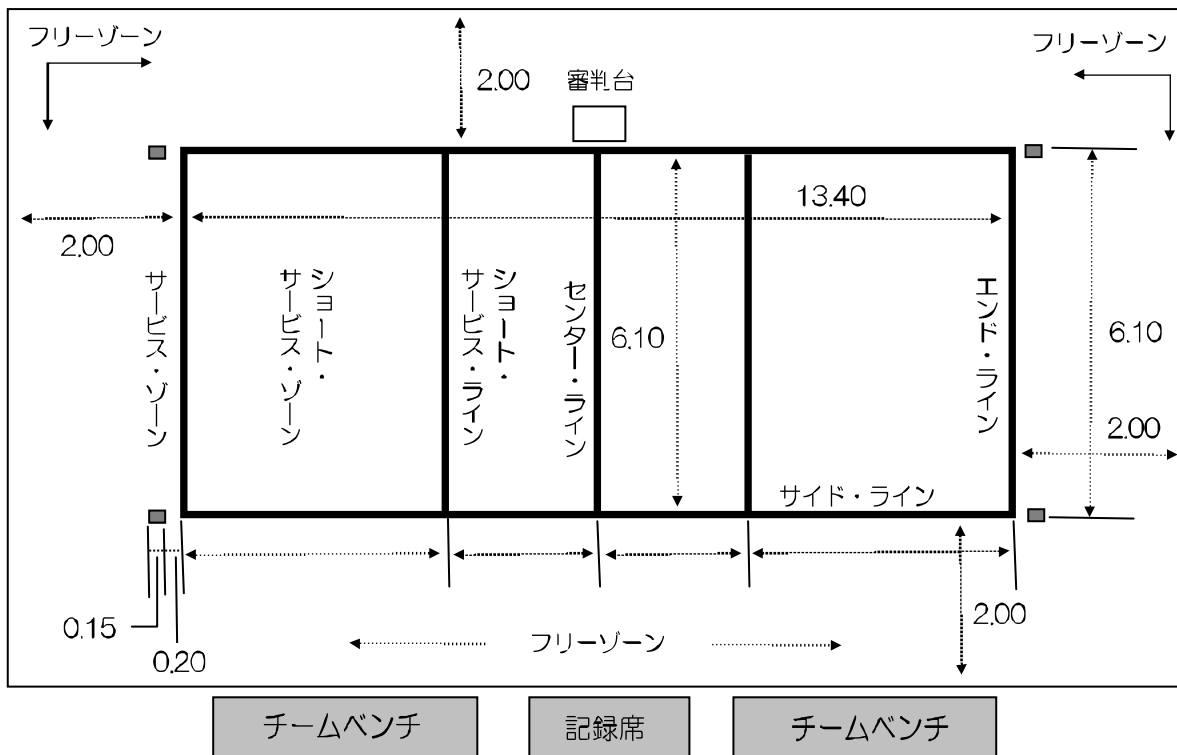 フリーゾーン
2.00
審判台
フリーゾーン
13.40
2.00
サービス・ゾーン
ショート・
サービス・ゾーン
ショート・
サービス・ライン
センター・ライン
6.10
エンド・ライン
6.10
2.00
サイド・ライン
0.15
0.20
フリーゾーン
2.00
チームベンチ
記録席
チームベンチ